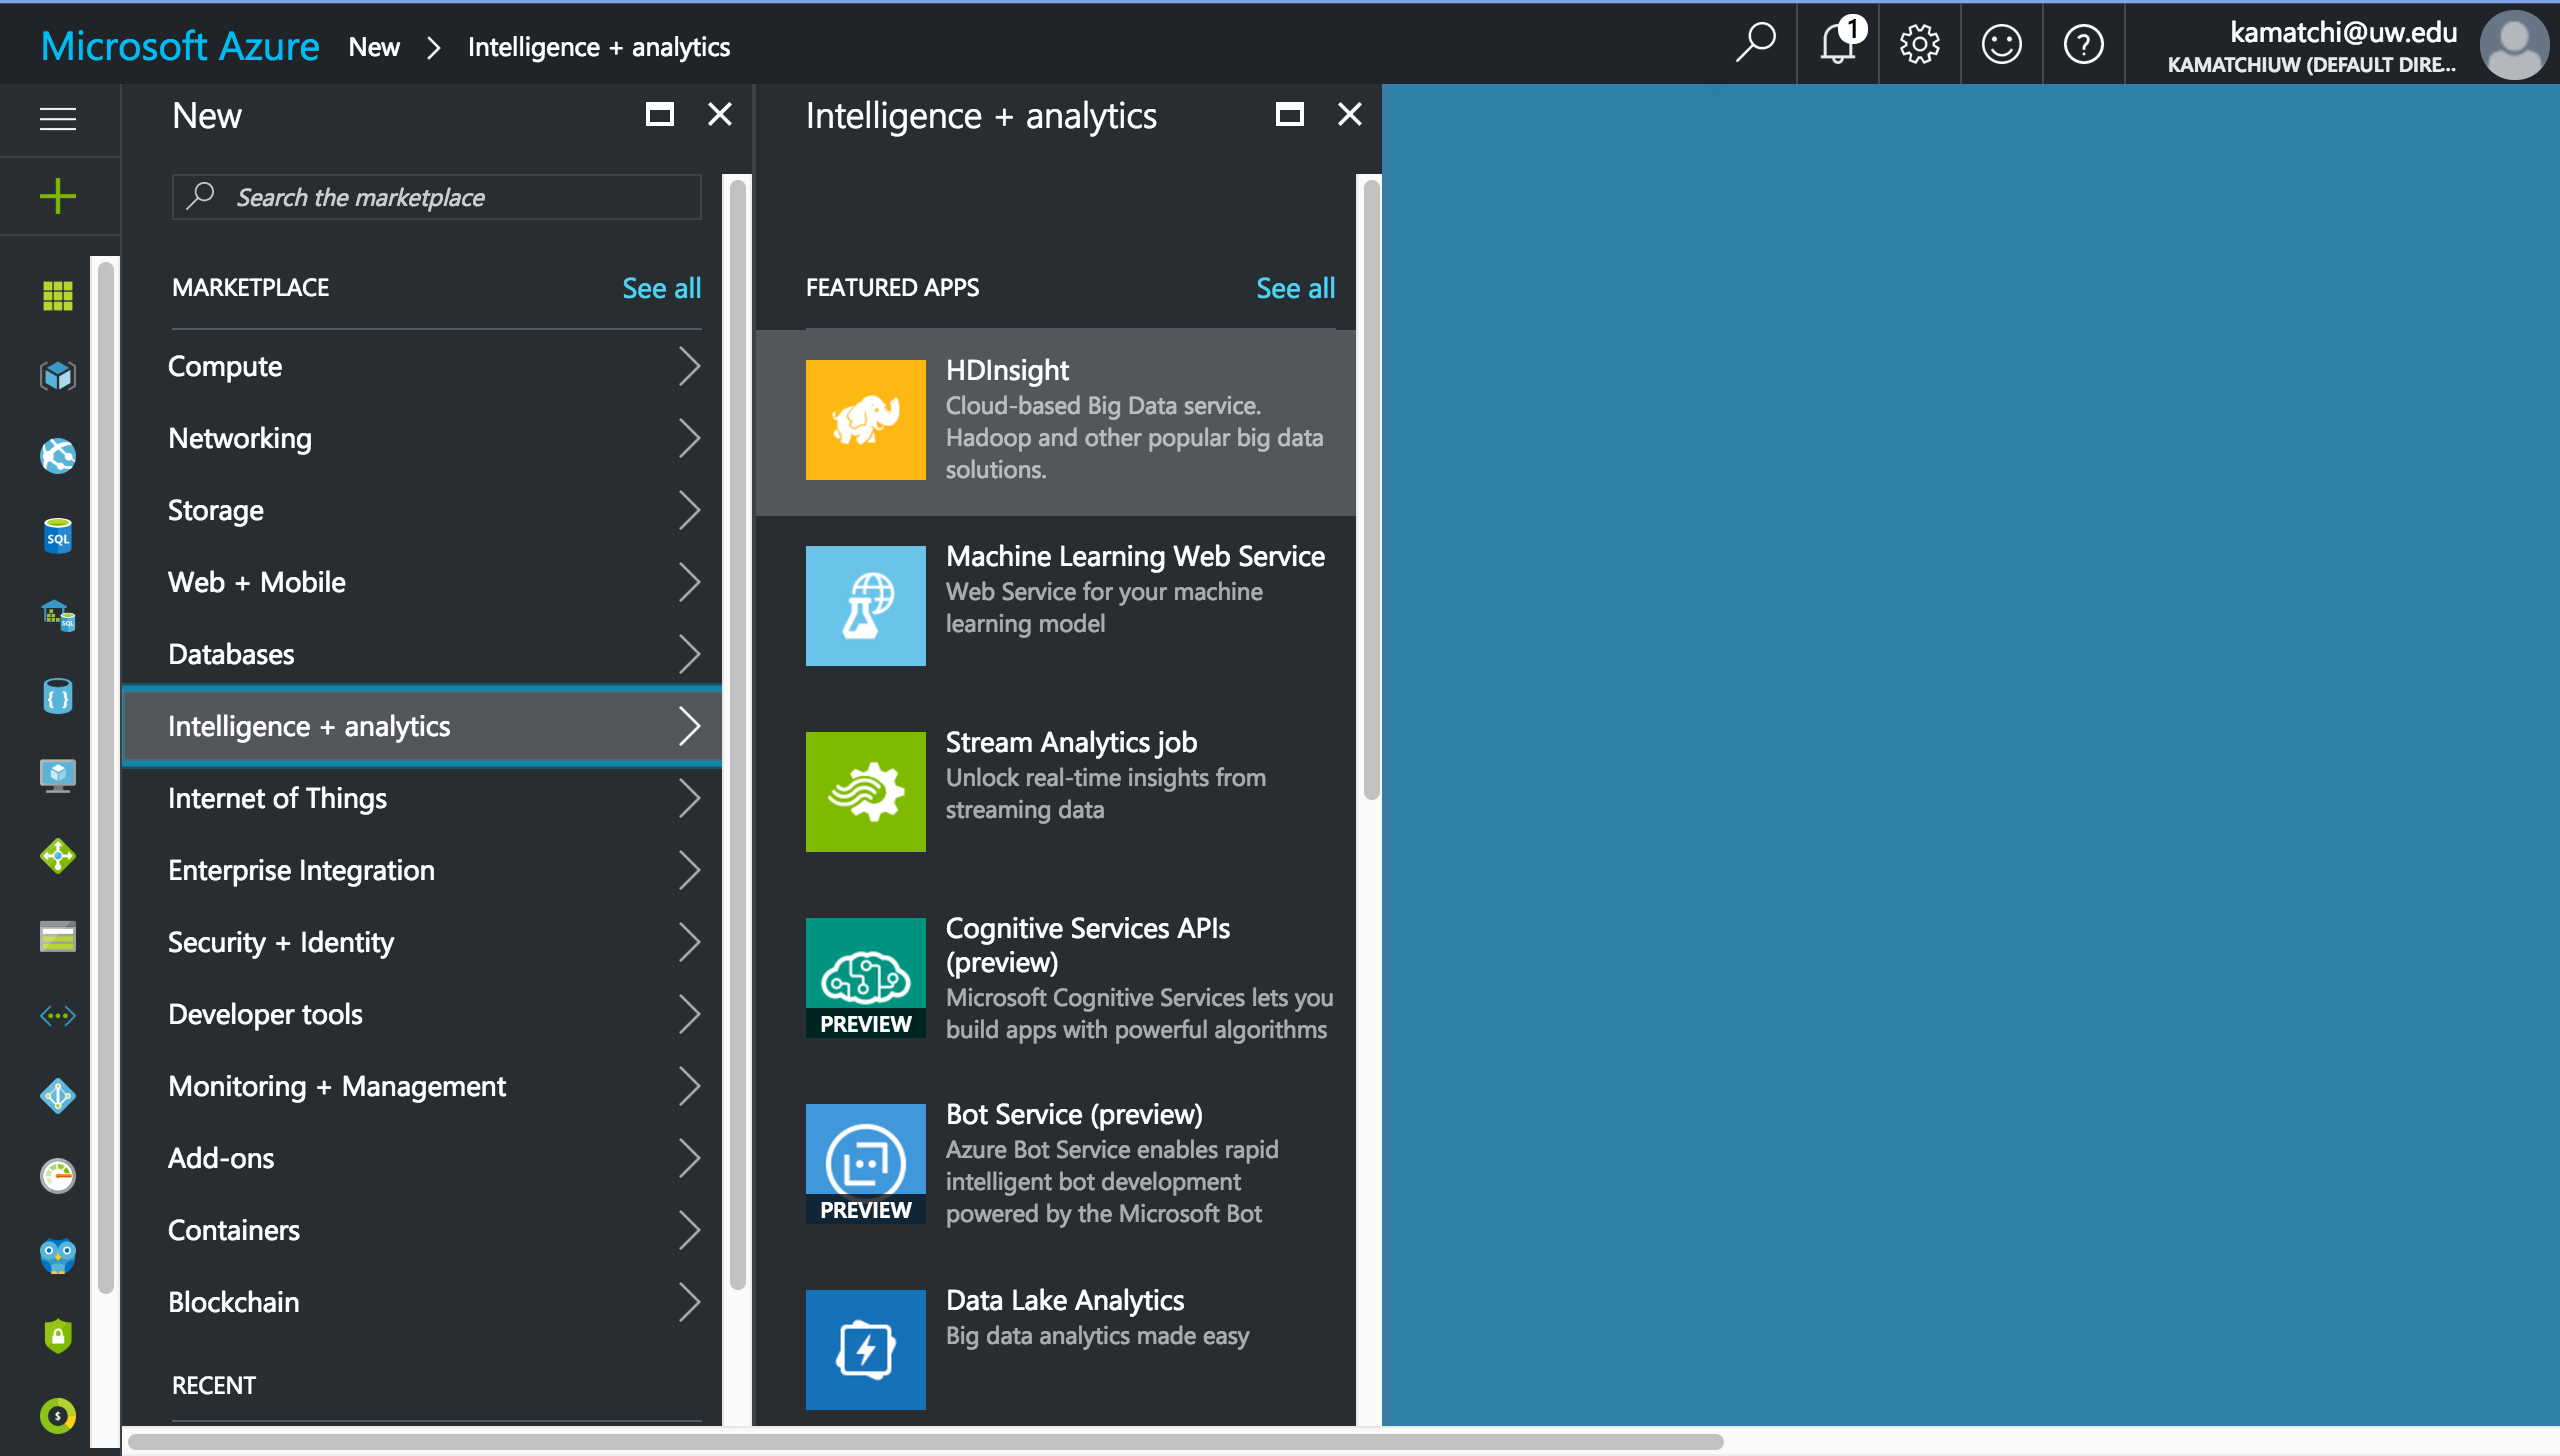 Microsoft Azure New > Intelligence + analytics
1
kamatchi@uw.edu
KAMATCHIUW (DEFAULT DIRE...
New
Search the marketplace
MARKETPLACE See all
Compute
Networking
Storage
Web + Mobile
Databases
Intelligence + analytics
Internet of Things
Enterprise Integration
Security + Identity
Developer tools
Monitoring + Management
Add-ons
Containers
Blockchain
RECENT
Intelligence + analytics
FEATURED APPS See all
HDInsight
Cloud-based Big Data service.
Hadoop and other popular big data
solutions.
Machine Learning Web Service
Web Service for your machine
learning model
Stream Analytics job
Unlock real-time insights from
streaming data
Cognitive Services APIs
(preview)
Microsoft Cognitive Services lets you
build apps with powerful algorithms
PREVIEW
Bot Service (preview)
Azure Bot Service enables rapid
intelligent bot development
powered by the Microsoft Bot
PREVIEW
Data Lake Analytics
Big data analytics made easy
SQL
SQL